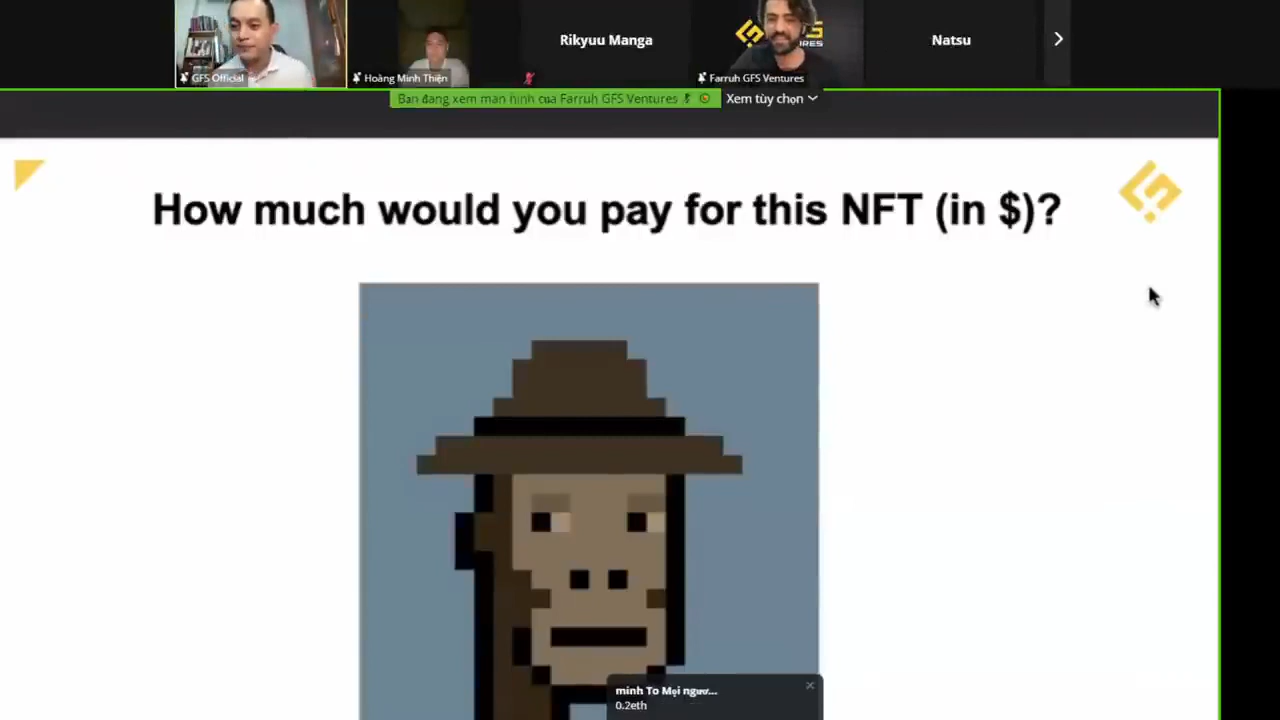 Rikyuu Manga
Natsu
GFS Official
Hoàng Minh Thiện
Farruh GFS Ventures
Bạn đang xem màn hình của Farruh GFS Ventures
Xem tùy chọn
How much would you pay for this NFT (in $)?
minh To Mọi ngườ...
0.2eth